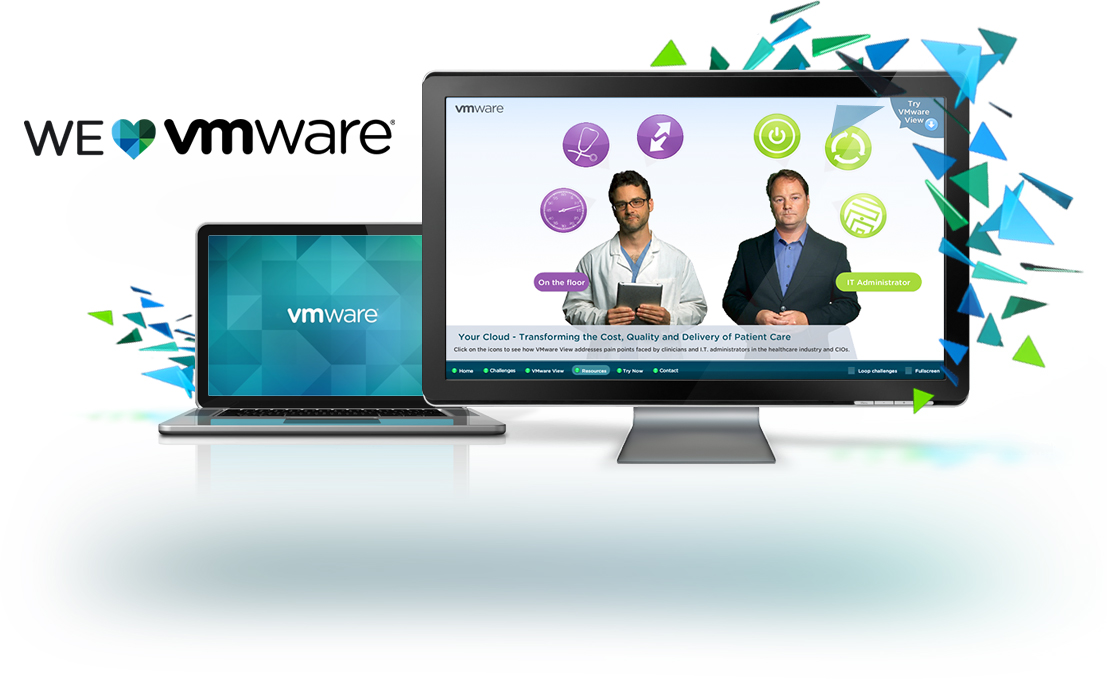 WE vmware®
vmware
vmware
Try
VMware
View
On the floor
IT Administrator
Your Cloud - Transforming the Cost, Quality and Delivery of Patient Care
Click on the icons to see how VMware View addresses pain points faced by clinicians and I.T. administrators in the healthcare industry and CIOs.
Home Challenges VMware View Resources Try Now Contact Loop challenges Fullscreen